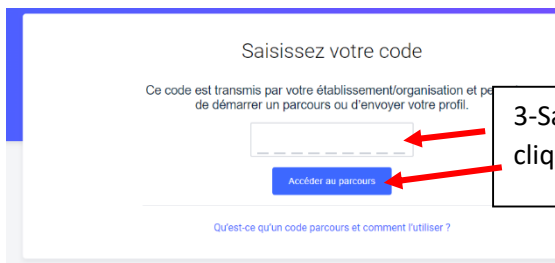 Saisissez votre code
Ce code est transmis par votre établissement/organisation et
de démarrer un parcours ou d'envoyer votre profil.
3-
Accéder au parcours
Qu'est-ce qu'un code parcours et comment l'utiliser ?